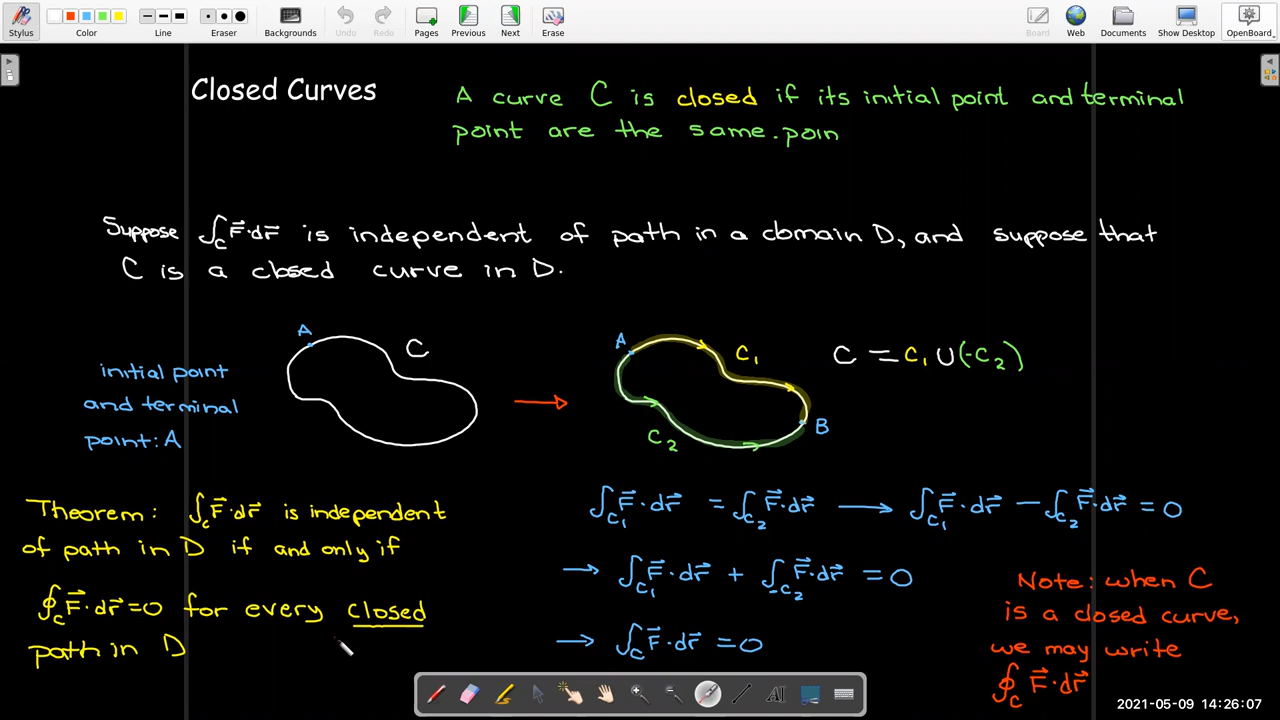 Stylus Color Line Eraser Backgrounds Undo Redo Pages Previous Next Erase Board Web Documents Show Desktop OpenBoard
Closed Curves
A curve C is closed if its initial point and terminal
point are the same.poin
Suppose ∫_C F⃗·dr⃗ is independent of path in a domain D, and suppose that
C is a closed curve in D.
A
C
initial point
and terminal
point: A
A
C₁
C₂
B
C = C₁ ∪ (-C₂)
Theorem: ∫_C F⃗·dr⃗ is independent
of path in D if and only if
∮_C F⃗·dr⃗ = 0 for every closed
path in D
∫_C₁ F⃗·dr⃗ = ∫_C₂ F⃗·dr⃗ → ∫_C₁ F⃗·dr⃗ − ∫_C₂ F⃗·dr⃗ = 0
→ ∫_C₁ F⃗·dr⃗ + ∫_-C₂ F⃗·dr⃗ = 0
→ ∫_C F⃗·dr⃗ = 0
Note: when C
is a closed curve,
we may write
∮_C F⃗·dr⃗
2021-05-09 14:26:07